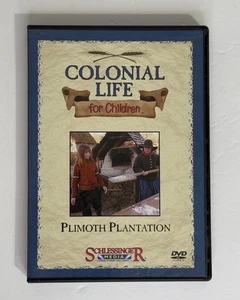 COLONIAL
LIFE
for Children
PLIMOTH PLANTATION
SCHLESSINGER
MEDIA
DVD